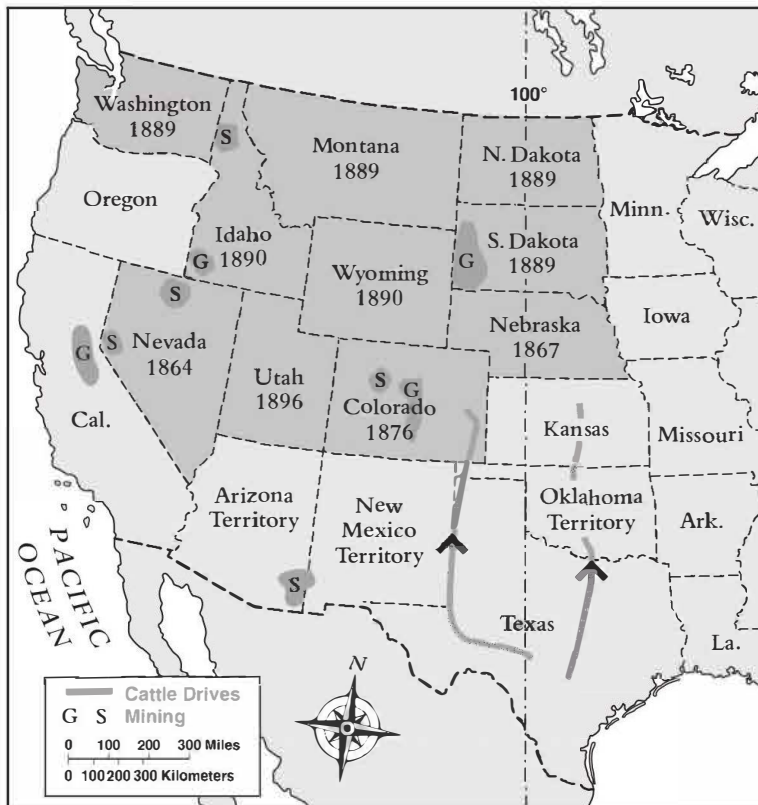 100°
Washington
1889
S
Montana
1889
N. Dakota
1889
Oregon
Minn.
Wisc.
Idaho
1890
G
S. Dakota
1889
G
Wyoming
1890
S
Nebraska
1867
Iowa
G
S
Nevada
1864
Utah
1896
S
G
Colorado
1876
Cal.
Kansas
Missouri
Arizona
Territory
New
Mexico
Territory
Oklahoma
Territory
Ark.
S
Texas
La.
PACIFIC
OCEAN
N
Cattle Drives
G S Mining
0 100 300 Miles
0 100 200 300 Kilometers